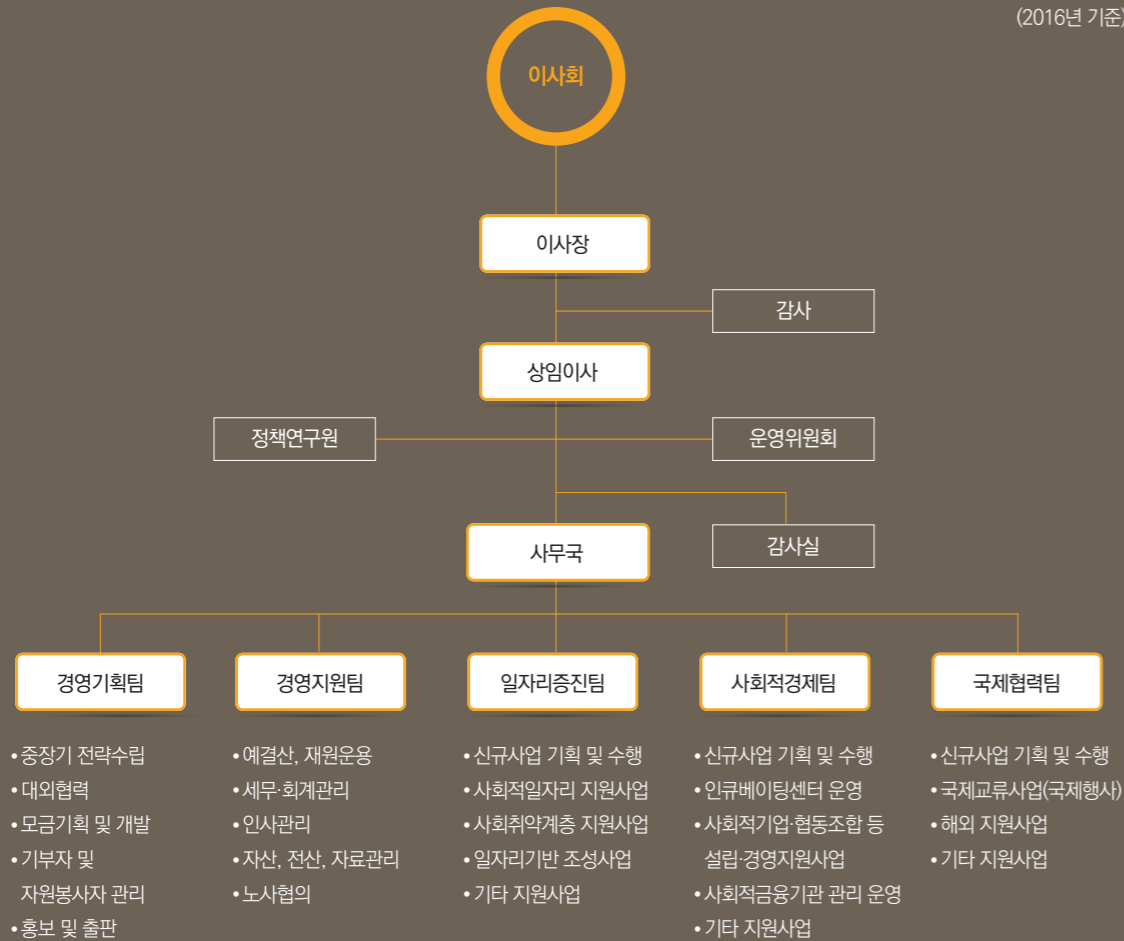 (2016년 기준)
이사회
이사장
감사
상임이사
정책연구원
운영위원회
사무국
감사실
경영기획팀
• 중장기 전략수립
• 대외협력
• 모금기획 및 개발
• 기부자 및
자원봉사자 관리
• 홍보 및 출판
경영지원팀
• 예결산, 재원운용
• 세무·회계관리
• 인사관리
• 자산, 전산, 자료관리
• 노사협의
일자리증진팀
• 신규사업 기획 및 수행
• 사회적일자리 지원사업
• 사회취약계층 지원사업
• 일자리기반 조성사업
• 기타 지원사업
사회적경제팀
• 신규사업 기획 및 수행
• 인큐베이팅센터 운영
• 사회적기업·협동조합 등
설립·경영지원사업
• 사회적금융기관 관리 운영
• 기타 지원사업
국제협력팀
• 신규사업 기획 및 수행
• 국제교류사업(국제행사)
• 해외 지원사업
• 기타 지원사업